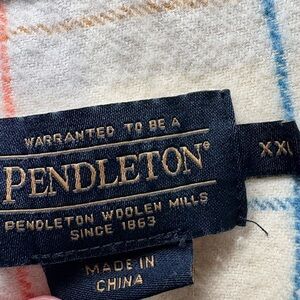 WARRANTED TO BE A
PENDLETON®
PENDLETON WOOLEN MILLS
SINCE 1863
XXL
MADE IN
CHINA